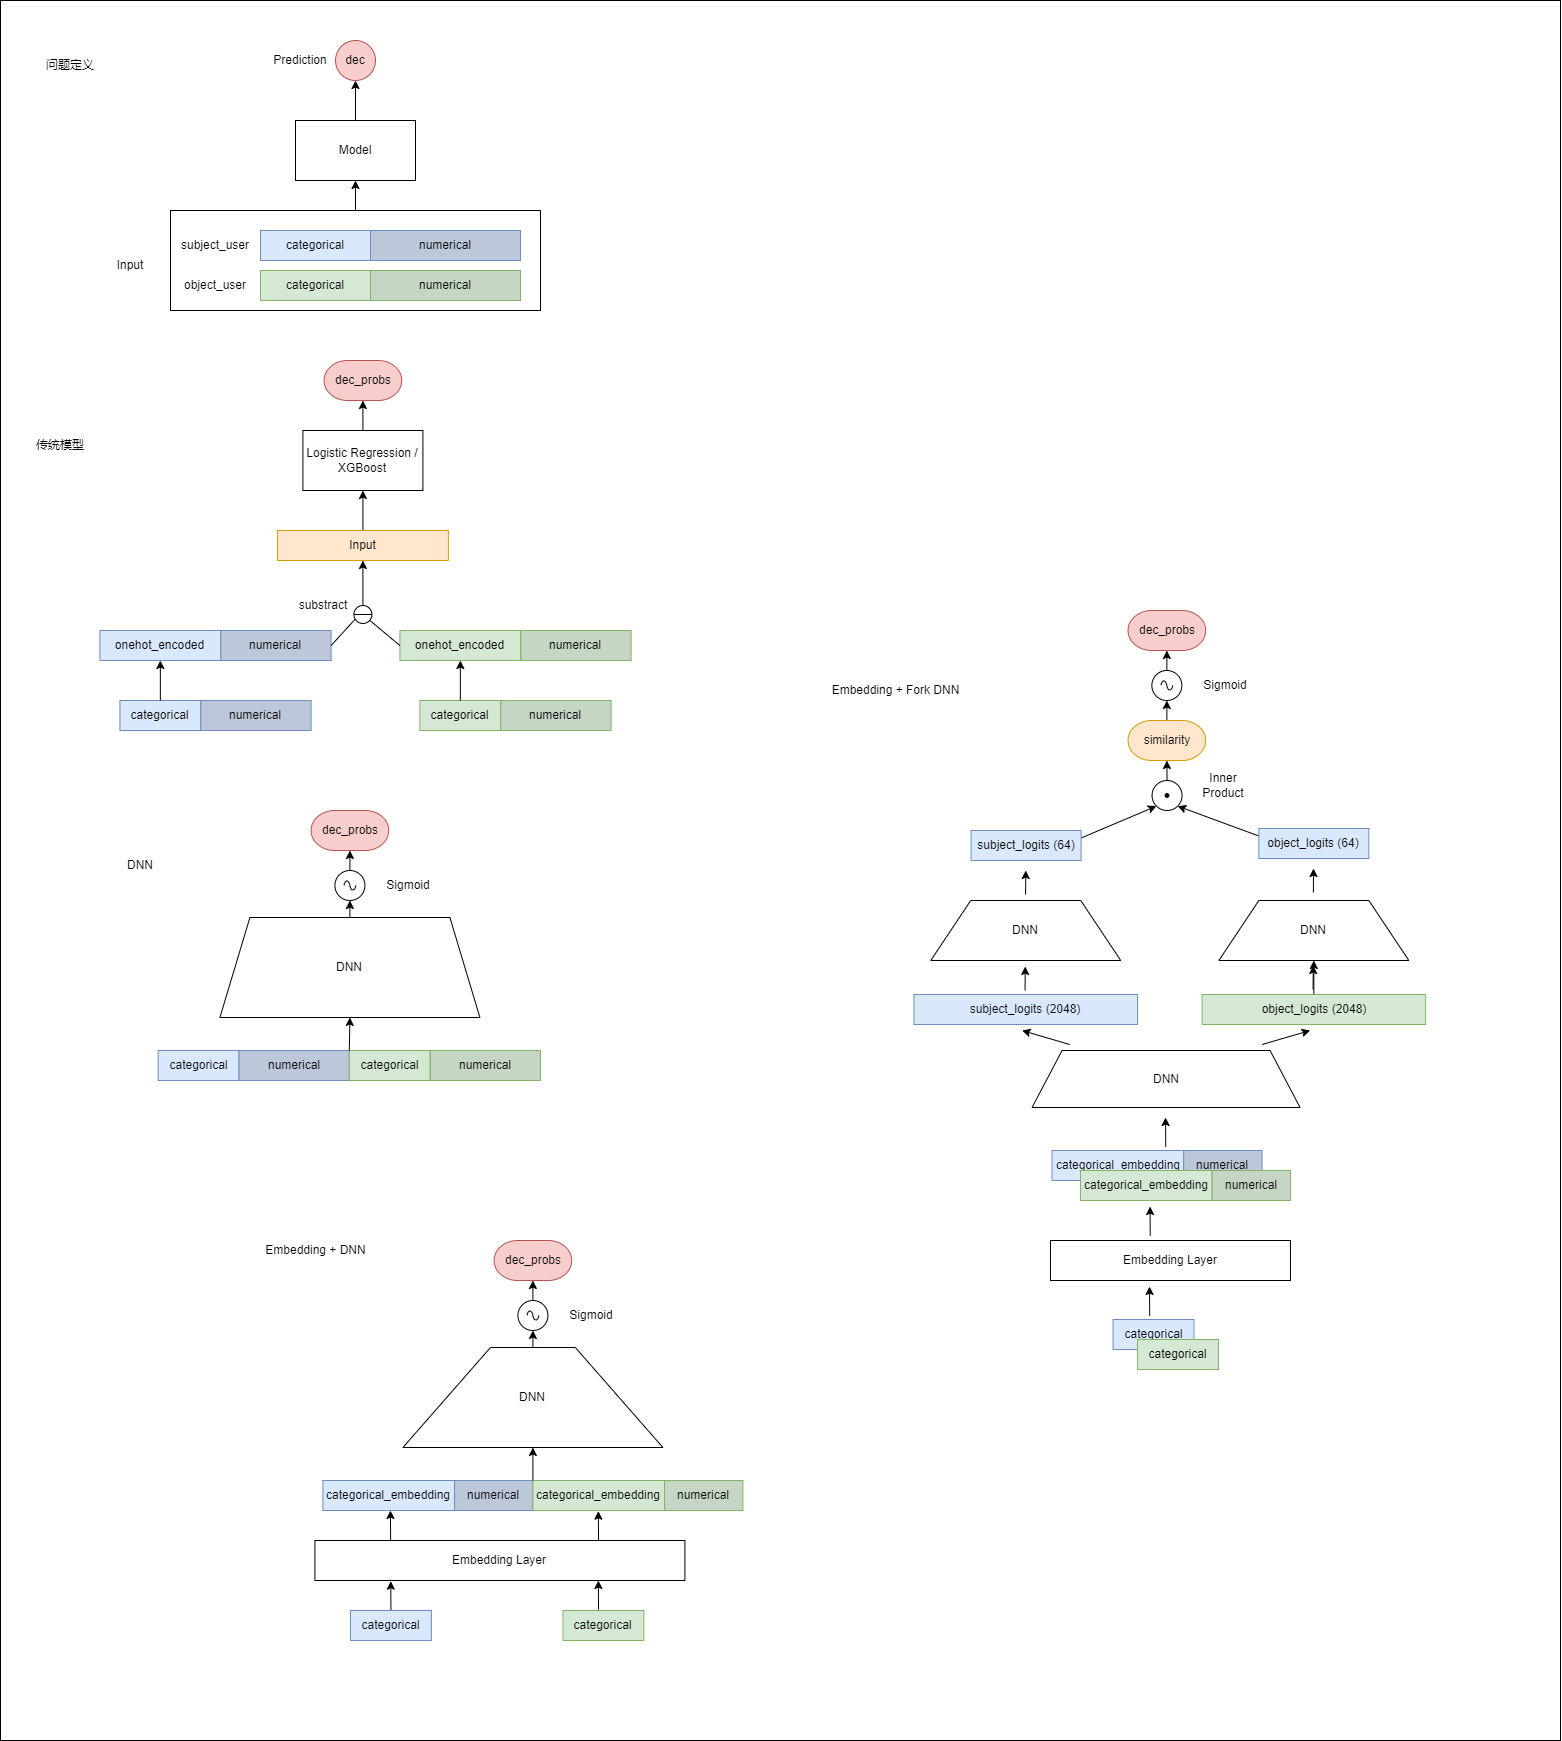 问题定义
Prediction
dec
Model
Input
subject_user
categorical
numerical
object_user
categorical
numerical
传统模型
dec_probs
Logistic Regression /
XGBoost
Input
substract
onehot_encoded
numerical
onehot_encoded
numerical
categorical
numerical
categorical
numerical
DNN
dec_probs
Sigmoid
DNN
categorical
numerical
categorical
numerical
Embedding + DNN
dec_probs
Sigmoid
DNN
categorical_embedding
numerical
categorical_embedding
numerical
Embedding Layer
categorical
categorical
Embedding + Fork DNN
dec_probs
Sigmoid
similarity
Inner
Product
subject_logits (64)
object_logits (64)
DNN
DNN
subject_logits (2048)
object_logits (2048)
DNN
categorical_embedding
numerical
categorical_embedding
numerical
Embedding Layer
categorical
categorical